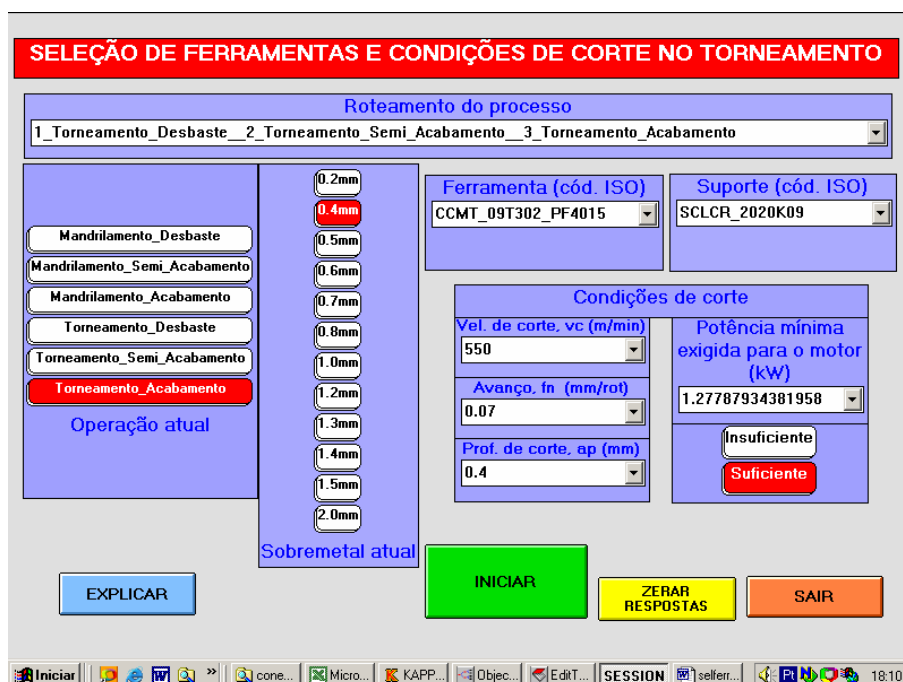 SELEÇÃO DE FERRAMENTAS E CONDIÇÕES DE CORTE NO TORNEAMENTO
Roteamento do processo
1_Torneamento_Desbaste__2_Torneamento_Semi_Acabamento__3_Torneamento_Acabamento
Mandrilamento_Desbaste
Mandrilamento_Semi_Acabamento
Mandrilamento_Acabamento
Torneamento_Desbaste
Torneamento_Semi_Acabamento
Torneamento_Acabamento
Operação atual
0.2mm
0.4mm
0.5mm
0.6mm
0.7mm
0.8mm
1.0mm
1.2mm
1.3mm
1.4mm
1.5mm
2.0mm
Sobremetal atual
Ferramenta (cód. ISO)
CCMT_09T302_PF4015
Suporte (cód. ISO)
SCLCR_2020K09
Condições de corte
Vel. de corte, vc (m/min)
550
Avanço, fn (mm/rot)
0.07
Prof. de corte, ap (mm)
0.4
Potência mínima
exigida para o motor
(kW)
1.27787934381958
Insuficiente
Suficiente
EXPLICAR
INICIAR
ZERAR
RESPOSTAS
SAIR
Iniciar » cone... Micro... KAPP... Objec... EditT... SESSION selferr... Pt 18:10